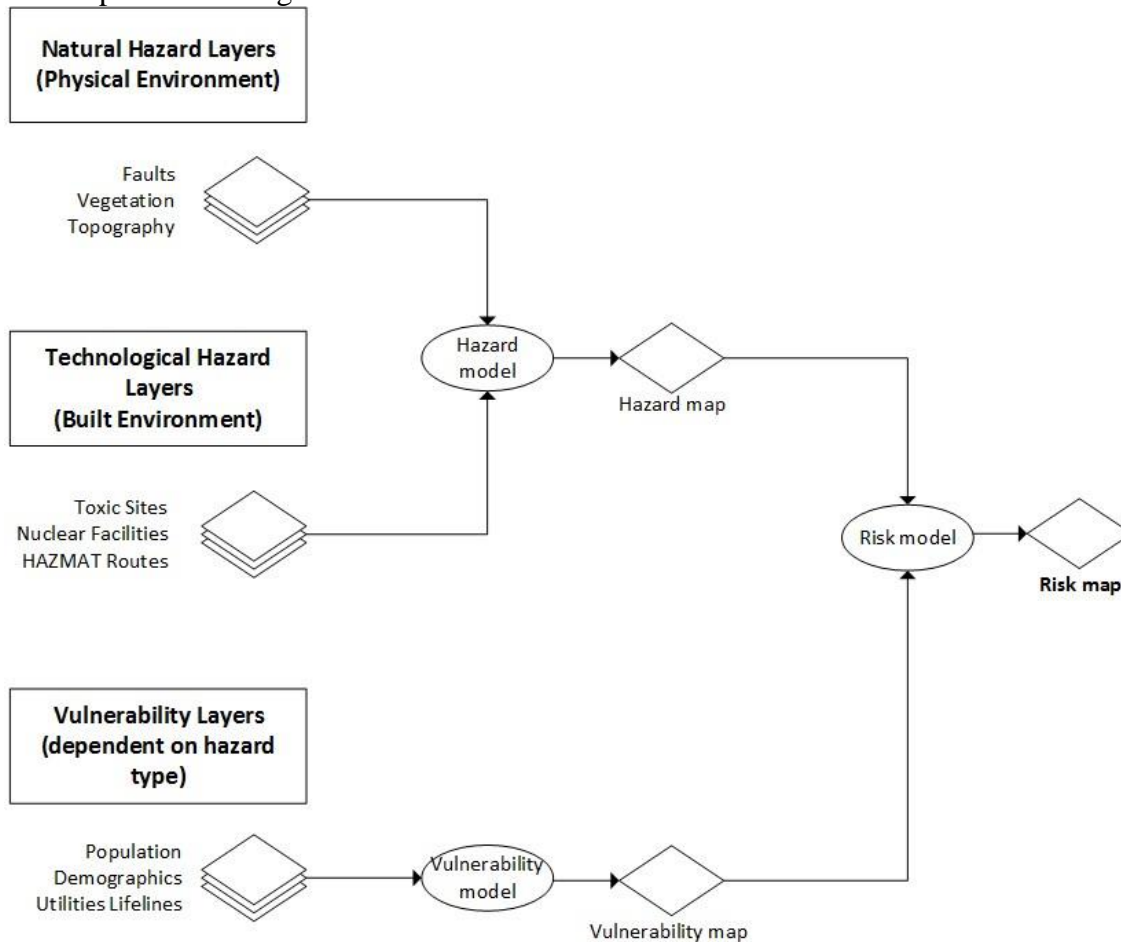 Natural Hazard Layers
(Physical Environment)
Faults
Vegetation
Topography
Technological Hazard
Layers
(Built Environment)
Hazard
model
Hazard map
Toxic Sites
Nuclear Facilities
HAZMAT Routes
Risk model
Risk map
Vulnerability Layers
(dependent on hazard
type)
Population
Demographics
Utilities Lifelines
Vulnerability
model
Vulnerability map